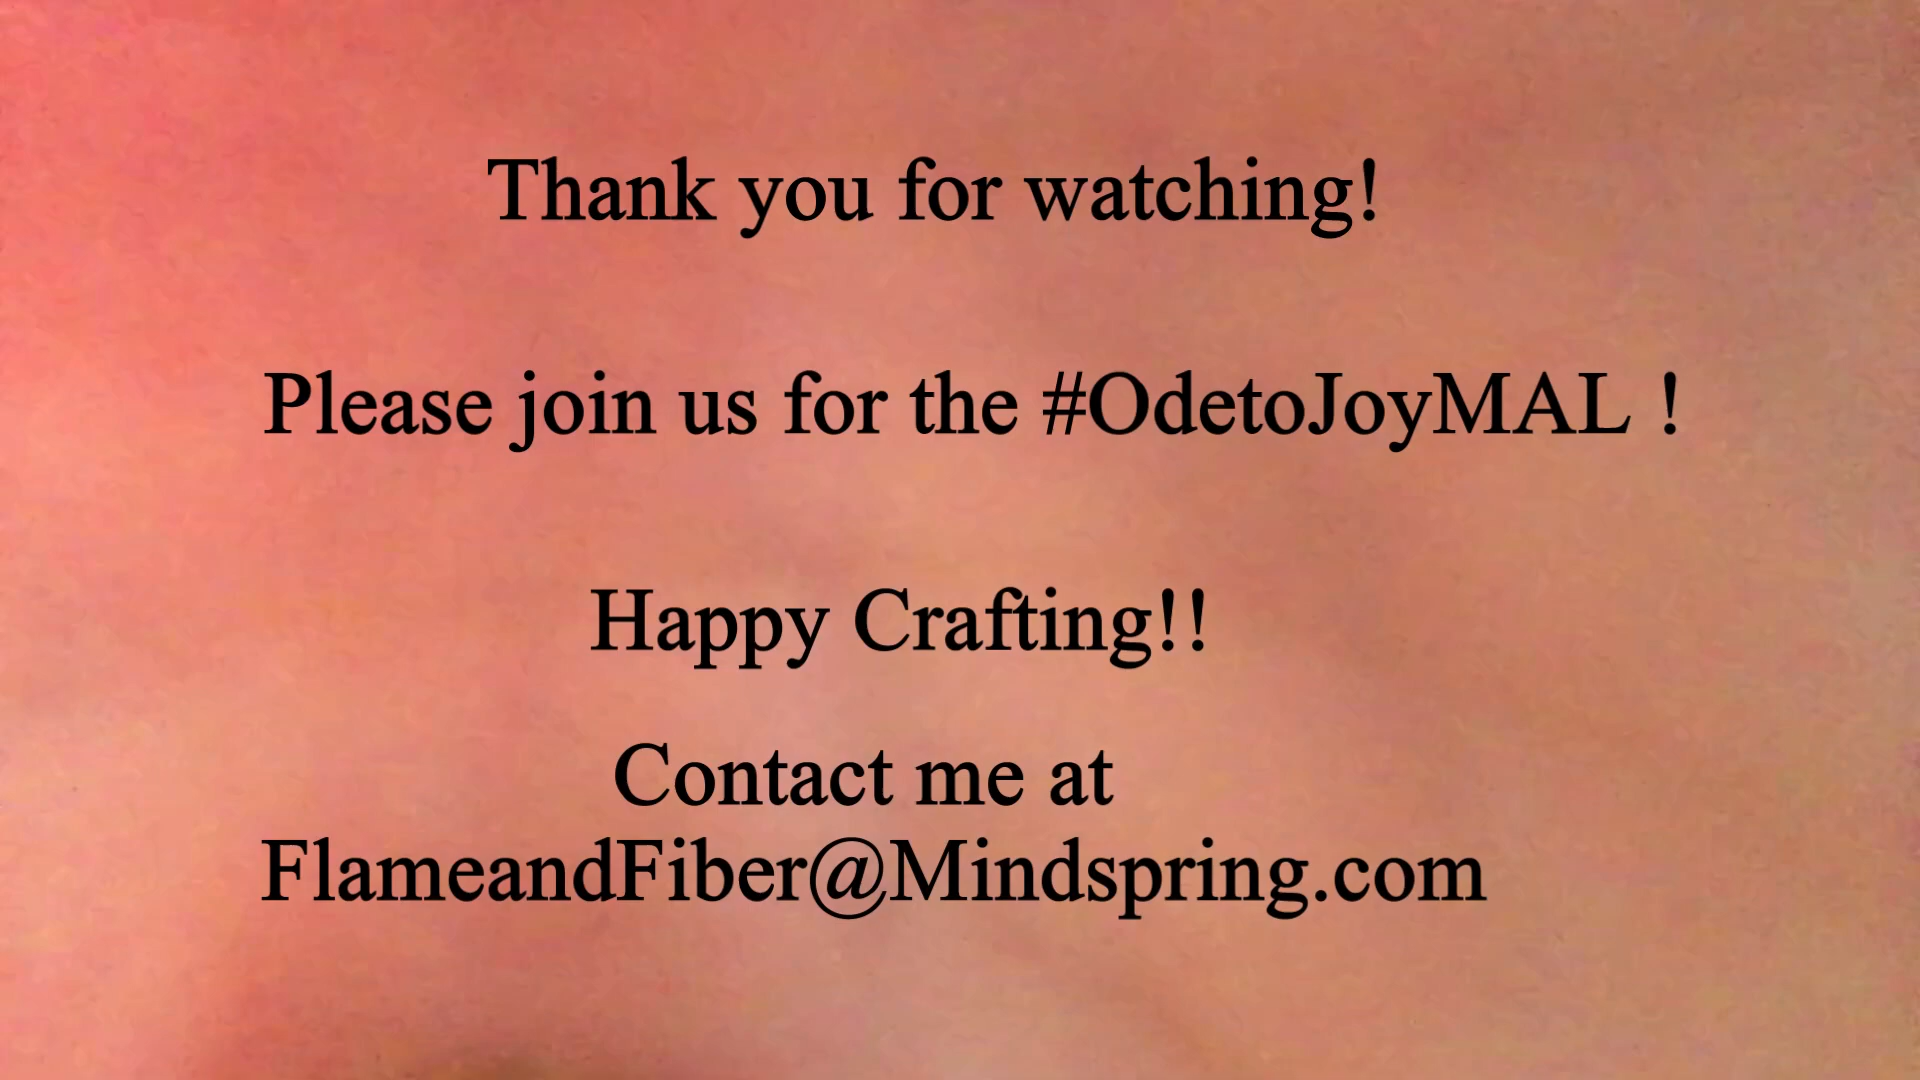 Thank you for watching!
Please join us for the #OdetoJoyMAL !
Happy Crafting!!
Contact me at
FlameandFiber@Mindspring.com